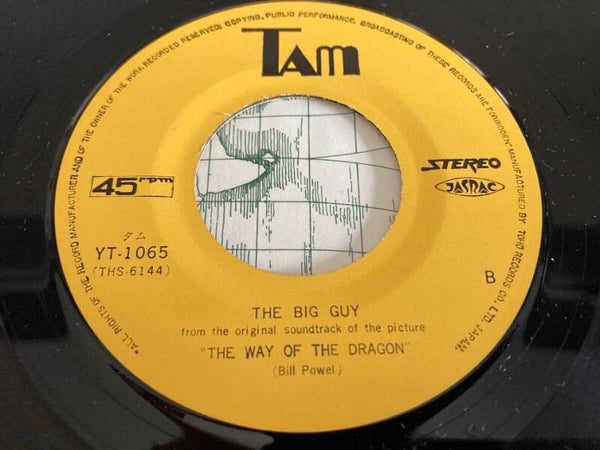 *ALL RIGHTS OF THE RECORD MANUFACTURER AND OF THE OWNER OF THE WORK RECORDED RESERVED; COPYING, PUBLIC PERFORMANCE, BROADCASTING OF THESE RECORDS ARE FORBIDDEN* MANUFACTURED BY TOHO RECORDS CO., LTD. JAPAN.
TAM
45rpm
STEREO
JASRAC
タム
YT-1065
(THS-6144)
B
THE BIG GUY
from the original soundtrack of the picture
"THE WAY OF THE DRAGON"
(Bill Powel)